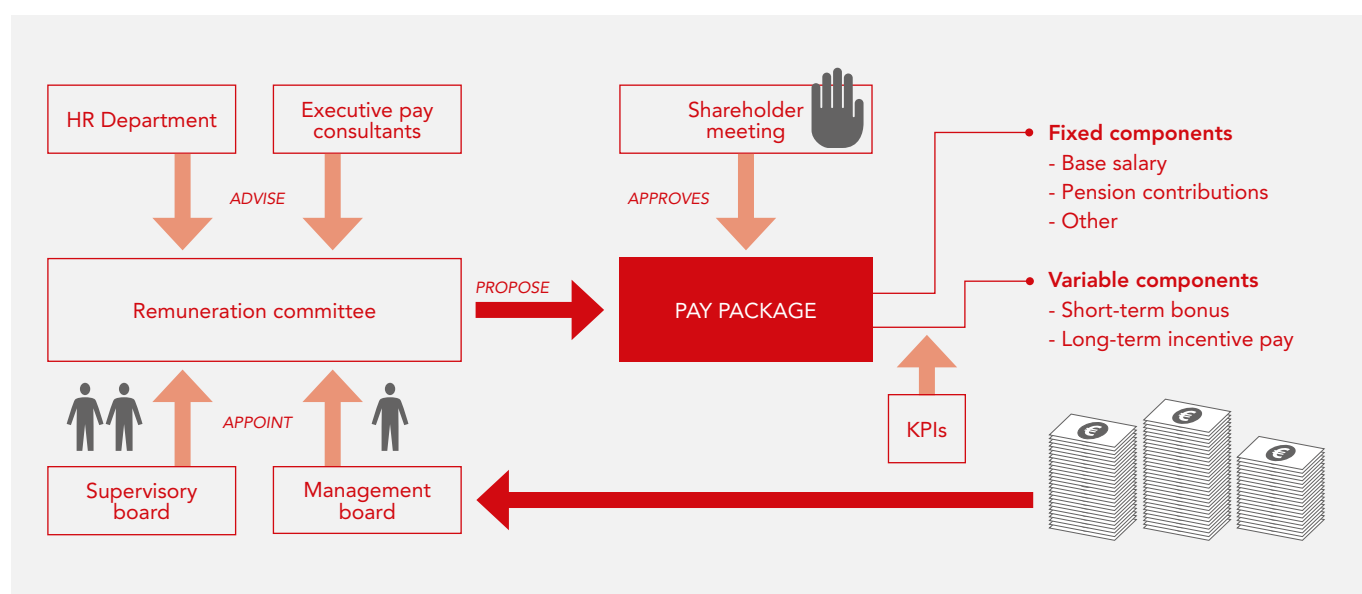 HR Department
Executive pay
consultants
Shareholder
meeting
ADVISE
APPROVES
Fixed components
- Base salary
- Pension contributions
- Other
Remuneration committee
PROPOSE
PAY PACKAGE
Variable components
- Short-term bonus
- Long-term incentive pay
APPOINT
KPIs
Supervisory
board
Management
board
€
€
€